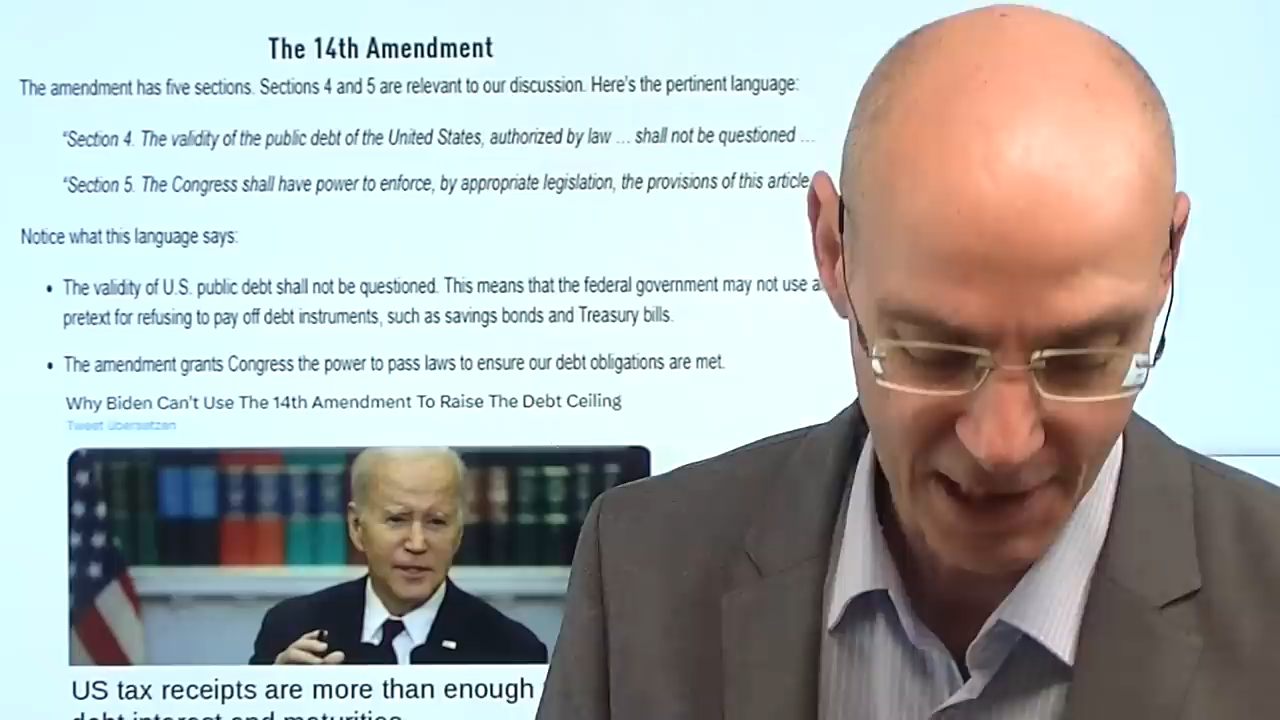 The 14th Amendment
The amendment has five sections. Sections 4 and 5 are relevant to our discussion. Here's the pertinent language:
"Section 4. The validity of the public debt of the United States, authorized by law ... shall not be questioned ...
"Section 5. The Congress shall have power to enforce, by appropriate legislation, the provisions of this article
Notice what this language says:
• The validity of U.S. public debt shall not be questioned. This means that the federal government may not use
pretext for refusing to pay off debt instruments, such as savings bonds and Treasury bills.
• The amendment grants Congress the power to pass laws to ensure our debt obligations are met.
Why Biden Can't Use The 14th Amendment To Raise The Debt Ceiling
Tweet übersetzen
US tax receipts are more than enough
debt interest and maturities